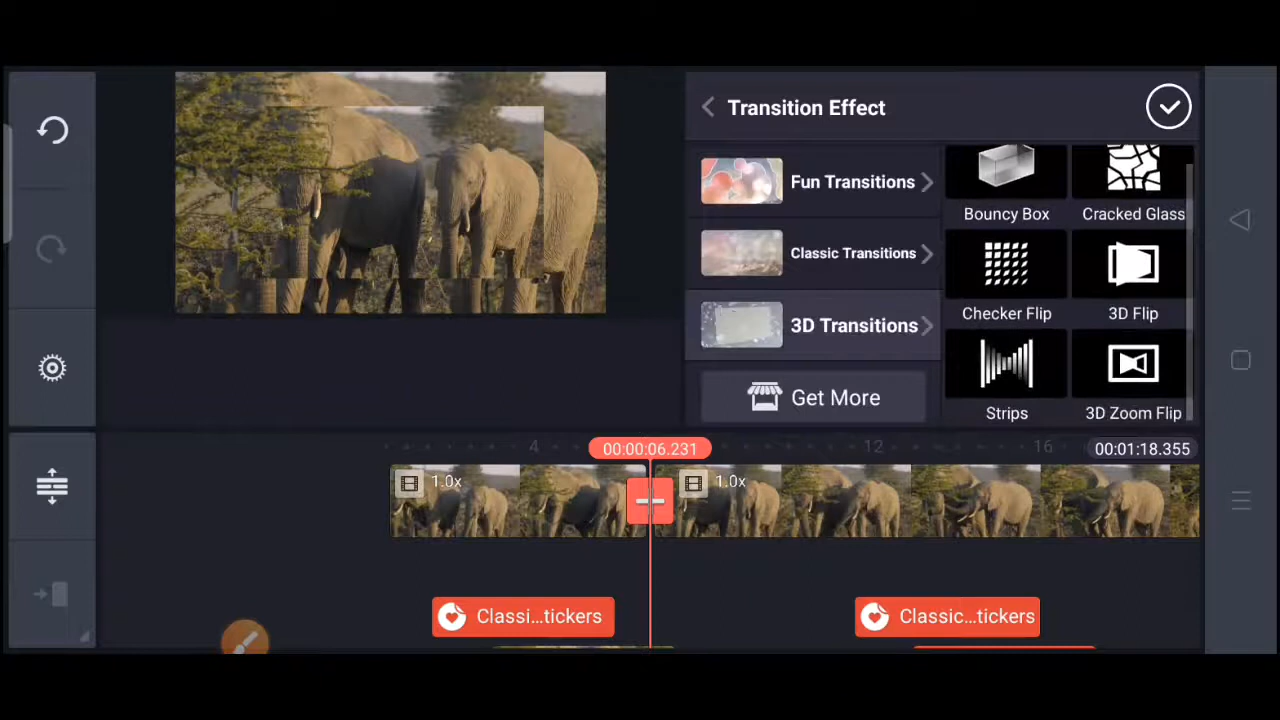 Transition Effect
Fun Transitions
Classic Transitions
3D Transitions
Get More
Bouncy Box
Cracked Glass
Checker Flip
3D Flip
Strips
3D Zoom Flip
4
00:00:06.231
12
16
00:01:18.355
1.0x
1.0x
Classi...tickers
Classic...tickers